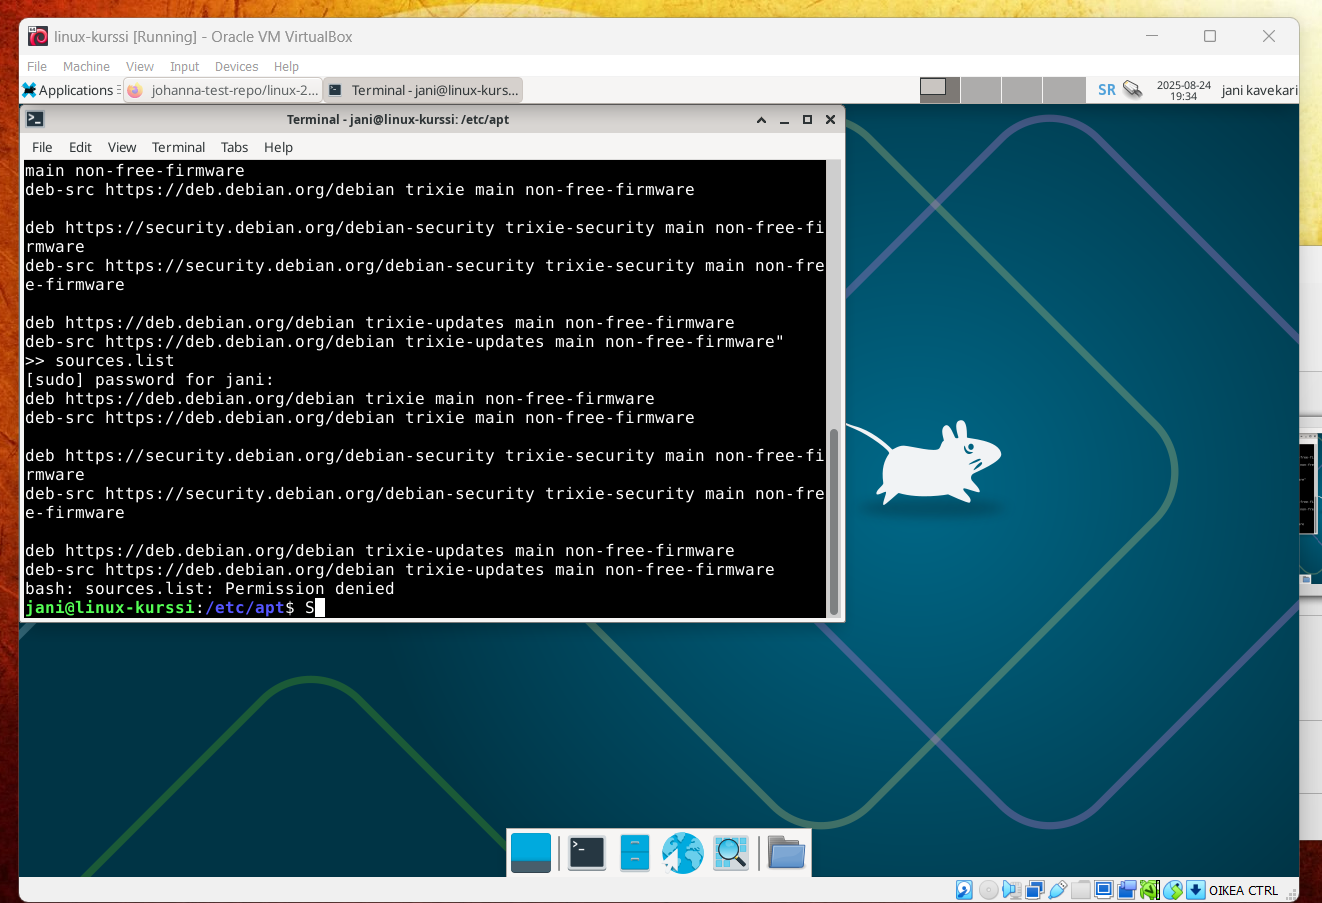 linux-kurssi [Running] - Oracle VM VirtualBox
File Machine View Input Devices Help
Applications johanna-test-repo/linux-2... Terminal - jani@linux-kurs... SR 2025-08-24 19:34 jani kavekari
Terminal - jani@linux-kurssi: /etc/apt
File Edit View Terminal Tabs Help
main non-free-firmware
deb-src https://deb.debian.org/debian trixie main non-free-firmware
deb https://security.debian.org/debian-security trixie-security main non-free-fi
rmware
deb-src https://security.debian.org/debian-security trixie-security main non-fre
e-firmware
deb https://deb.debian.org/debian trixie-updates main non-free-firmware
deb-src https://deb.debian.org/debian trixie-updates main non-free-firmware"
>> sources.list
[sudo] password for jani:
deb https://deb.debian.org/debian trixie main non-free-firmware
deb-src https://deb.debian.org/debian trixie main non-free-firmware
deb https://security.debian.org/debian-security trixie-security main non-free-fi
rmware
deb-src https://security.debian.org/debian-security trixie-security main non-fre
e-firmware
deb https://deb.debian.org/debian trixie-updates main non-free-firmware
deb-src https://deb.debian.org/debian trixie-updates main non-free-firmware
bash: sources.list: Permission denied
jani@linux-kurssi:/etc/apt$ S
OIKEA CTRL